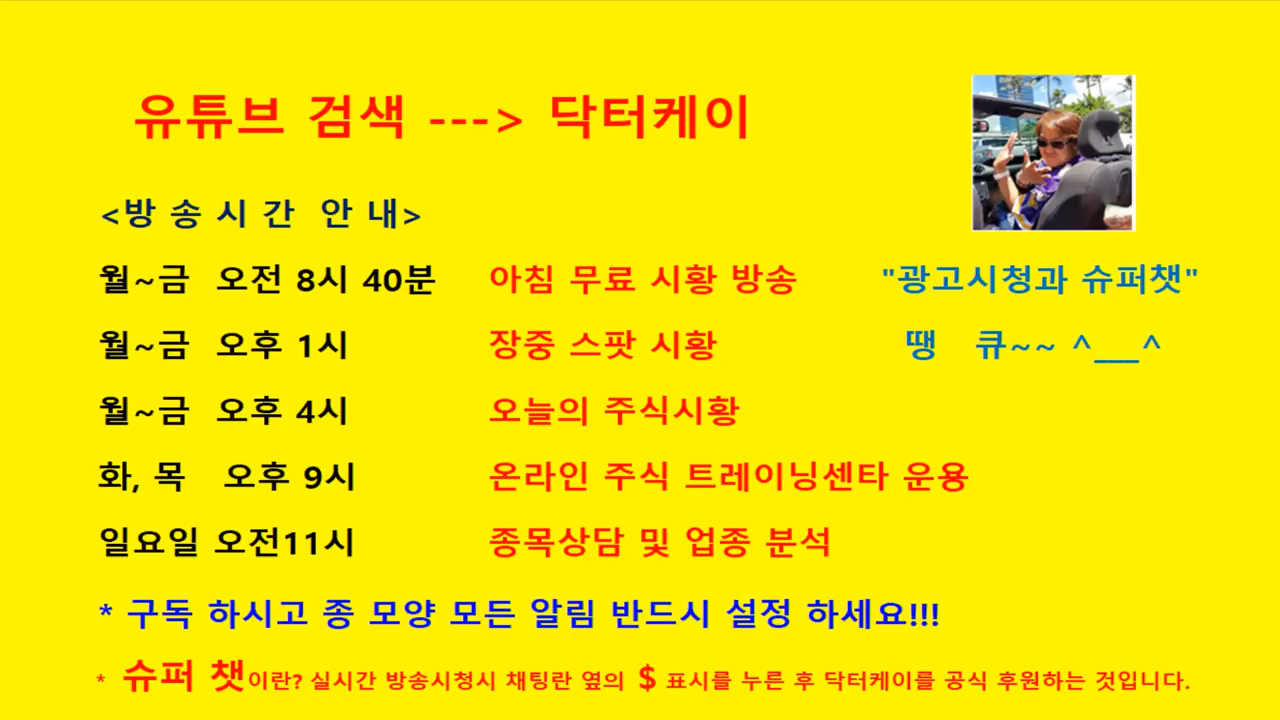 유튜브 검색 ---> 닥터케이
<방 송 시 간 안 내>
월~금 오전 8시 40분 아침 무료 시황 방송 "광고시청과 슈퍼챗"
월~금 오후 1시 장중 스팟 시황 땡 큐~~ ^___^
월~금 오후 4시 오늘의 주식시황
화, 목 오후 9시 온라인 주식 트레이닝센타 운용
일요일 오전11시 종목상담 및 업종 분석
* 구독 하시고 종 모양 모든 알림 반드시 설정 하세요!!!
* 슈퍼 챗이란? 실시간 방송시청시 채팅란 옆의 $ 표시를 누른 후 닥터케이를 공식 후원하는 것입니다.